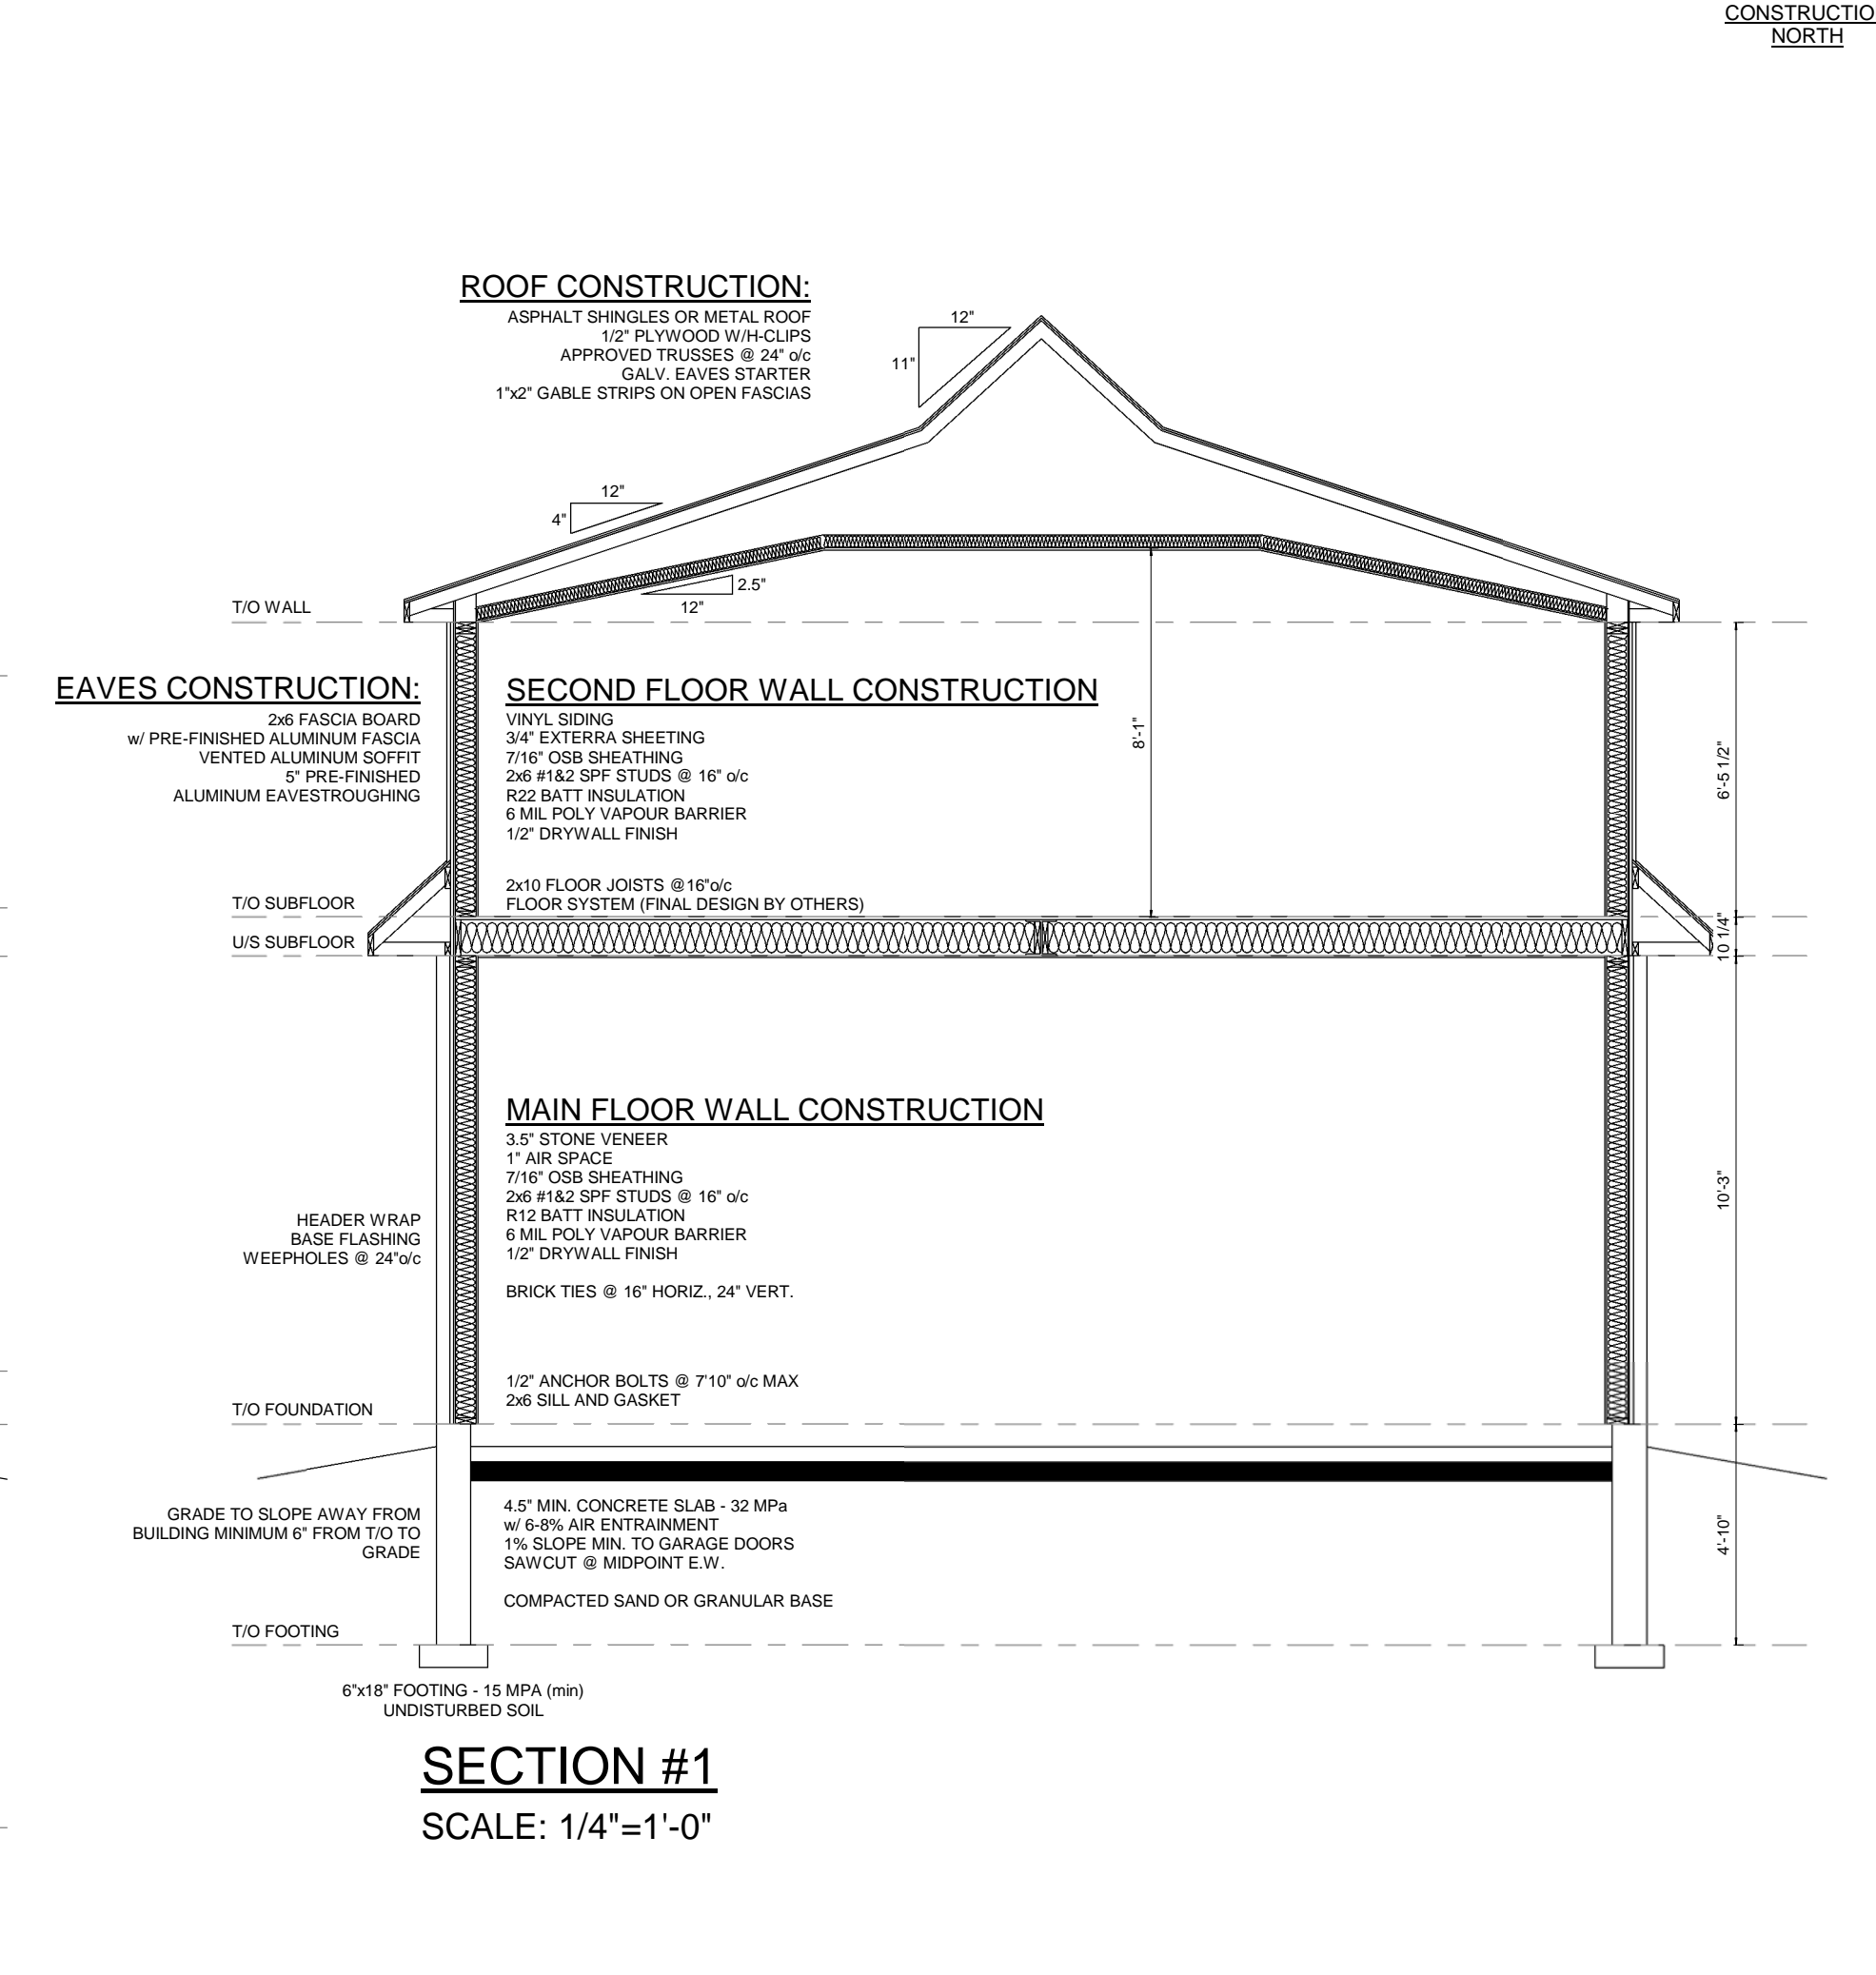 CONSTRUCTIO
NORTH
ROOF CONSTRUCTION:
ASPHALT SHINGLES OR METAL ROOF
1/2" PLYWOOD W/H-CLIPS
APPROVED TRUSSES @ 24" o/c
GALV. EAVES STARTER
1"x2" GABLE STRIPS ON OPEN FASCIAS
12"
11"
12"
4"
2.5"
12"
T/O WALL
EAVES CONSTRUCTION:
2x6 FASCIA BOARD
w/ PRE-FINISHED ALUMINUM FASCIA
VENTED ALUMINUM SOFFIT
5" PRE-FINISHED
ALUMINUM EAVESTROUGHING
SECOND FLOOR WALL CONSTRUCTION
VINYL SIDING
3/4" EXTERRA SHEETING
7/16" OSB SHEATHING
2x6 #1&2 SPF STUDS @ 16" o/c
R22 BATT INSULATION
6 MIL POLY VAPOUR BARRIER
1/2" DRYWALL FINISH
8'-1"
6'-5 1/2"
2x10 FLOOR JOISTS @16"o/c
FLOOR SYSTEM (FINAL DESIGN BY OTHERS)
T/O SUBFLOOR
U/S SUBFLOOR
10 1/4"
MAIN FLOOR WALL CONSTRUCTION
3.5" STONE VENEER
1" AIR SPACE
7/16" OSB SHEATHING
2x6 #1&2 SPF STUDS @ 16" o/c
R12 BATT INSULATION
6 MIL POLY VAPOUR BARRIER
1/2" DRYWALL FINISH
BRICK TIES @ 16" HORIZ., 24" VERT.
HEADER WRAP
BASE FLASHING
WEEPHOLES @ 24"o/c
10'-3"
1/2" ANCHOR BOLTS @ 7'10" o/c MAX
2x6 SILL AND GASKET
T/O FOUNDATION
GRADE TO SLOPE AWAY FROM
BUILDING MINIMUM 6" FROM T/O TO
GRADE
4.5" MIN. CONCRETE SLAB - 32 MPa
w/ 6-8% AIR ENTRAINMENT
1% SLOPE MIN. TO GARAGE DOORS
SAWCUT @ MIDPOINT E.W.
COMPACTED SAND OR GRANULAR BASE
4'-10"
T/O FOOTING
6"x18" FOOTING - 15 MPA (min)
UNDISTURBED SOIL
SECTION #1
SCALE: 1/4"=1'-0"